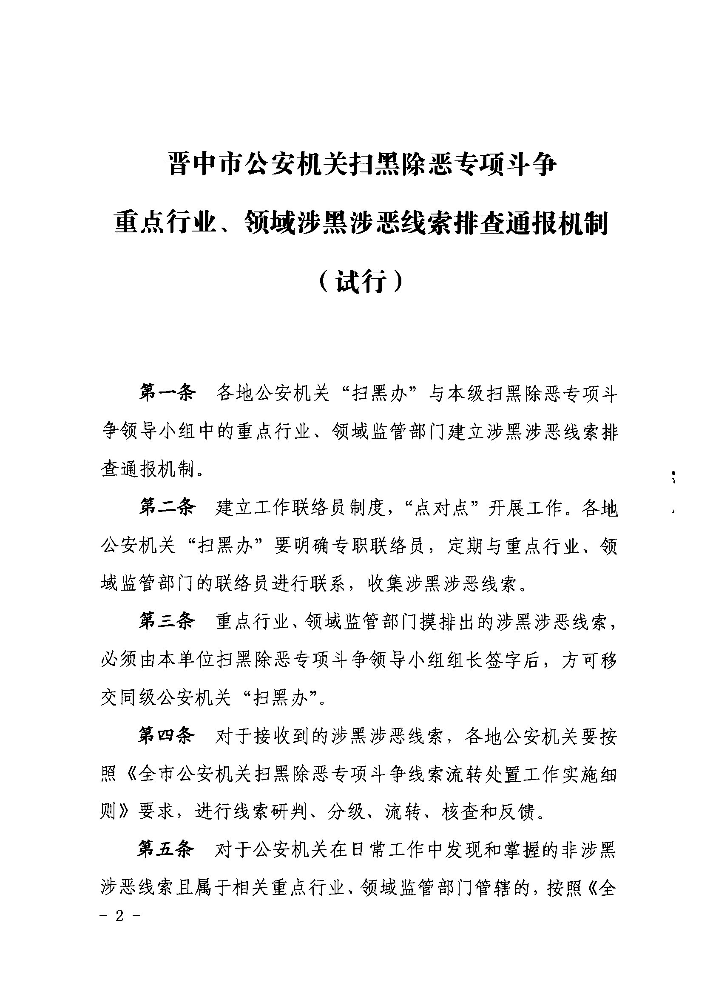 晋中市公安机关扫黑除恶专项斗争
重点行业、领域涉黑涉恶线索排查通报机制
（试行）
第一条　各地公安机关“扫黑办”与本级扫黑除恶专项斗
争领导小组中的重点行业、领域监管部门建立涉黑涉恶线索排
查通报机制。
第二条　建立工作联络员制度，“点对点”开展工作。各地
公安机关“扫黑办”要明确专职联络员，定期与重点行业、领
域监管部门的联络员进行联系，收集涉黑涉恶线索。
第三条　重点行业、领域监管部门摸排出的涉黑涉恶线索，
必须由本单位扫黑除恶专项斗争领导小组组长签字后，方可移
交同级公安机关“扫黑办”。
第四条　对于接收到的涉黑涉恶线索，各地公安机关要按
照《全市公安机关扫黑除恶专项斗争线索流转处置工作实施细
则》要求，进行线索研判、分级、流转、核查和反馈。
第五条　对于公安机关在日常工作中发现和掌握的非涉黑
涉恶线索且属于相关重点行业、领域监管部门管辖的，按照《全
- 2 -